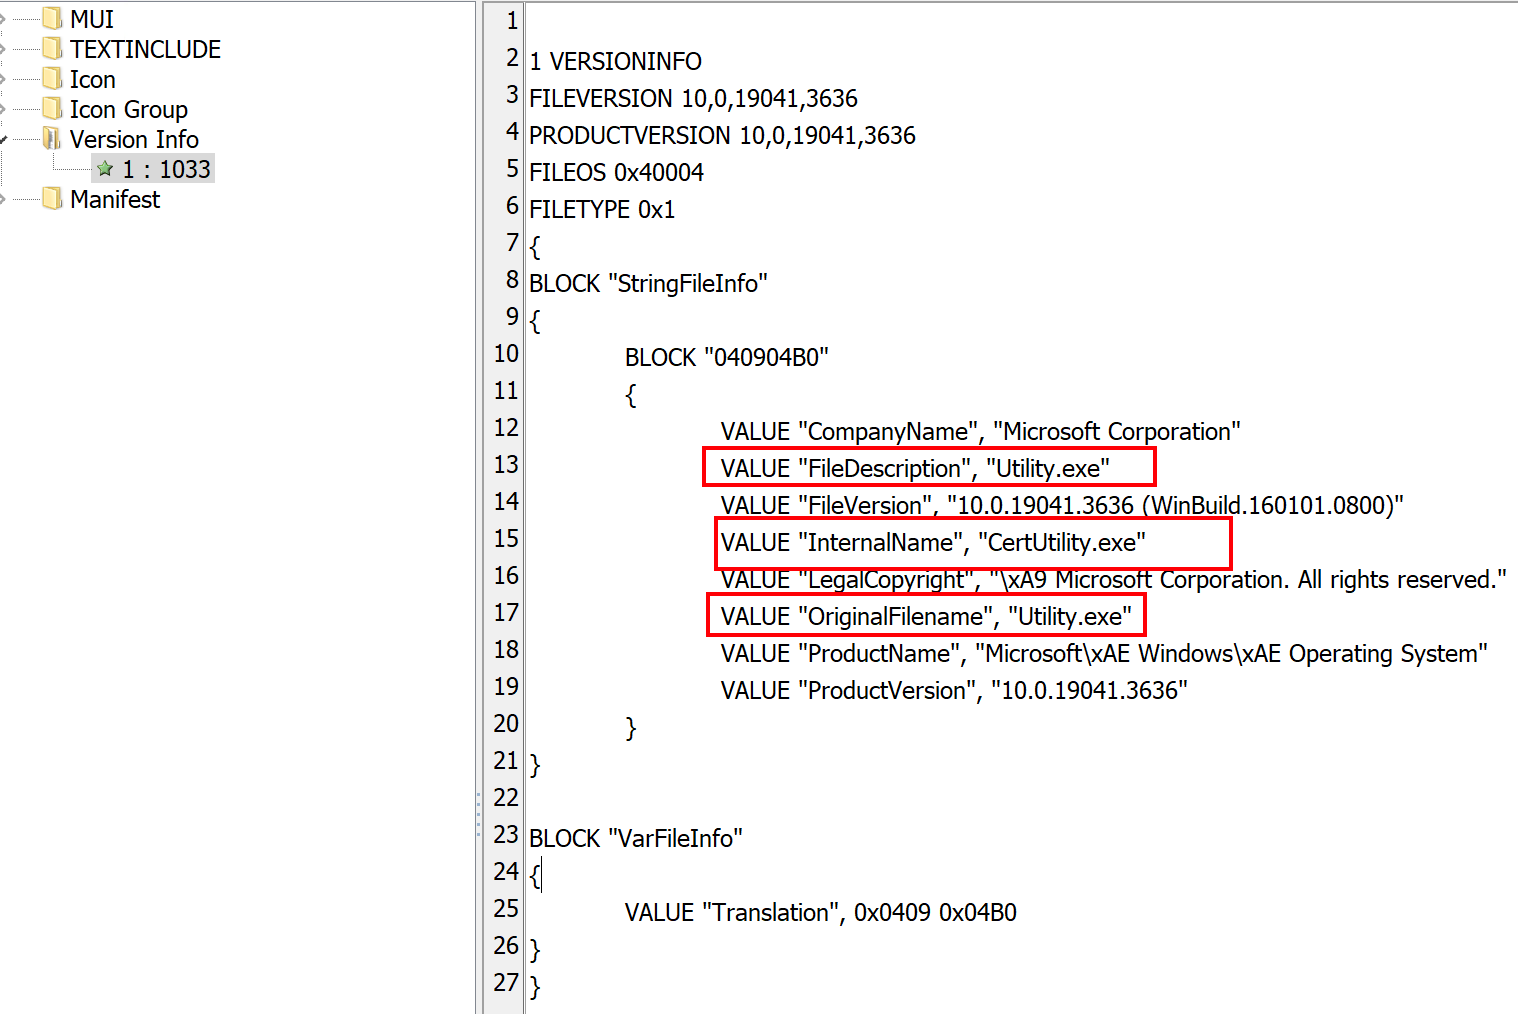 MUI
TEXTINCLUDE
Icon
Icon Group
Version Info
1 : 1033
Manifest
1
2 1 VERSIONINFO
3 FILEVERSION 10,0,19041,3636
4 PRODUCTVERSION 10,0,19041,3636
5 FILEOS 0x40004
6 FILETYPE 0x1
7 {
8 BLOCK "StringFileInfo"
9 {
10 BLOCK "040904B0"
11 {
12 VALUE "CompanyName", "Microsoft Corporation"
13 VALUE "FileDescription", "Utility.exe"
14 VALUE "FileVersion", "10.0.19041.3636 (WinBuild.160101.0800)"
15 VALUE "InternalName", "CertUtility.exe"
16 VALUE "LegalCopyright", "\xA9 Microsoft Corporation. All rights reserved."
17 VALUE "OriginalFilename", "Utility.exe"
18 VALUE "ProductName", "Microsoft\xAE Windows\xAE Operating System"
19 VALUE "ProductVersion", "10.0.19041.3636"
20 }
21 }
22
23 BLOCK "VarFileInfo"
24 {
25 VALUE "Translation", 0x0409 0x04B0
26 }
27 }